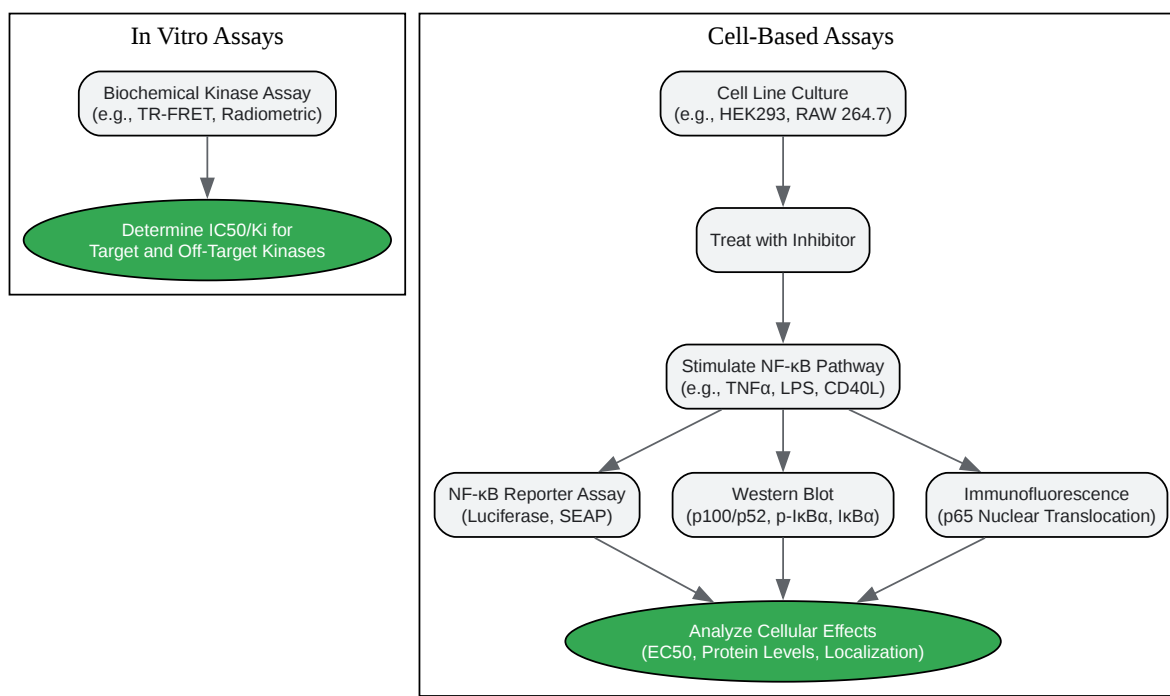 In Vitro Assays
Biochemical Kinase Assay
(e.g., TR-FRET, Radiometric)
Determine IC50/Ki for
Target and Off-Target Kinases
Cell-Based Assays
Cell Line Culture
(e.g., HEK293, RAW 264.7)
Treat with Inhibitor
Stimulate NF-κB Pathway
(e.g., TNFα, LPS, CD40L)
NF-κB Reporter Assay
(Luciferase, SEAP)
Western Blot
(p100/p52, p-IκBα, IκBα)
Immunofluorescence
(p65 Nuclear Translocation)
Analyze Cellular Effects
(EC50, Protein Levels, Localization)